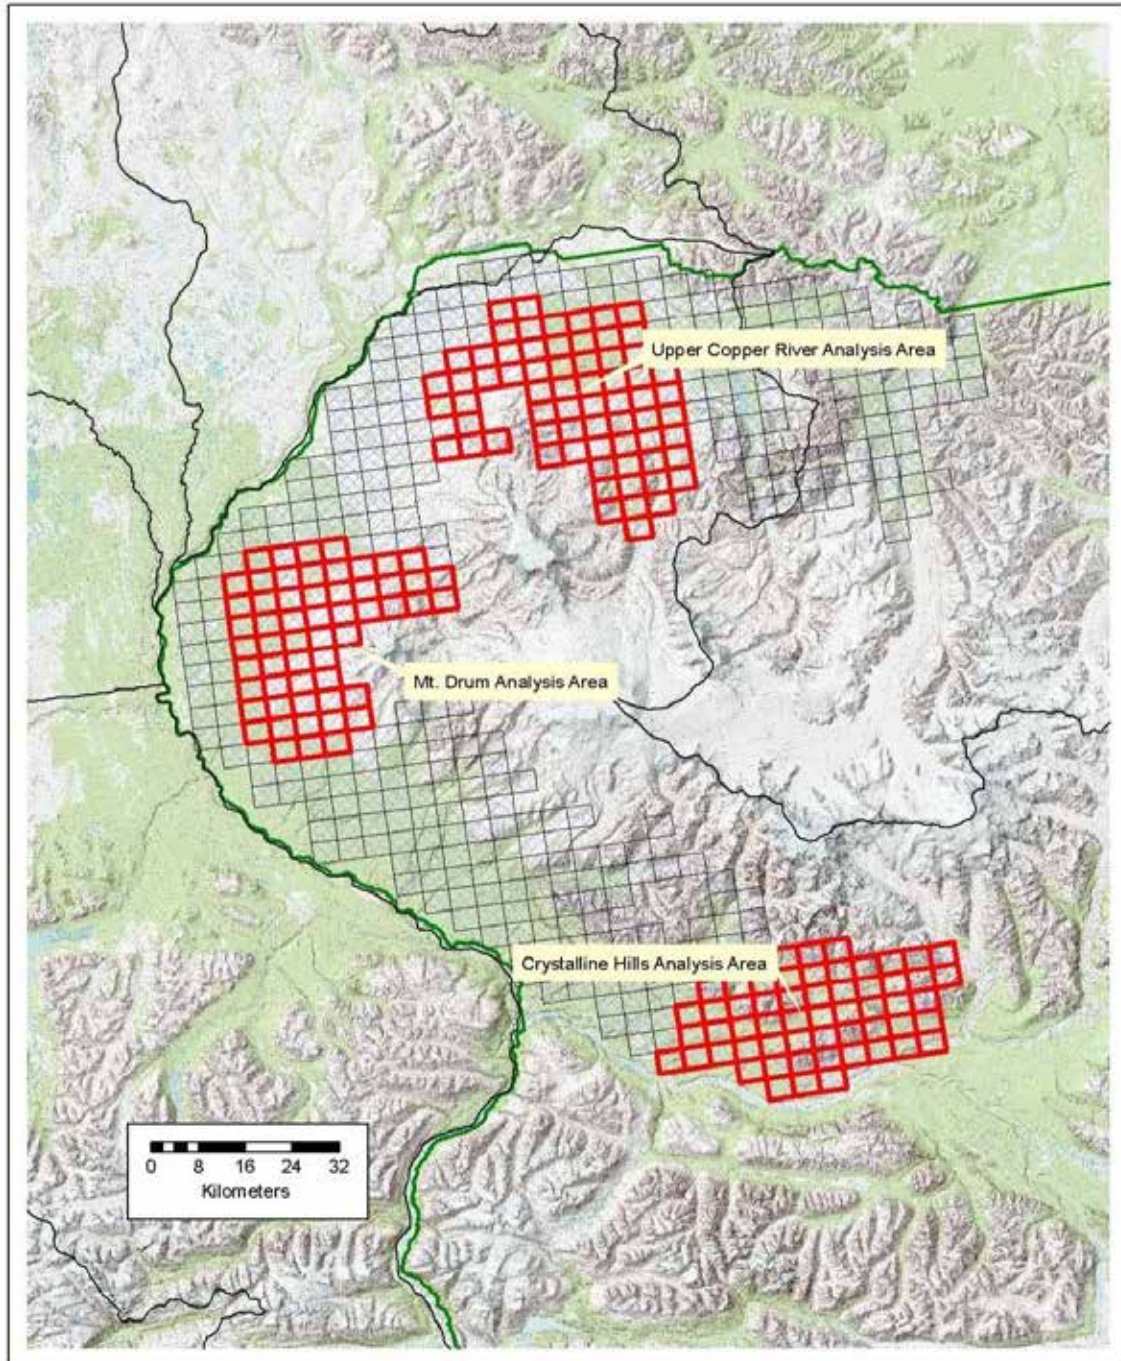 Upper Copper River Analysis Area
Mt. Drum Analysis Area
Crystalline Hills Analysis Area
0 8 16 24 32
Kilometers